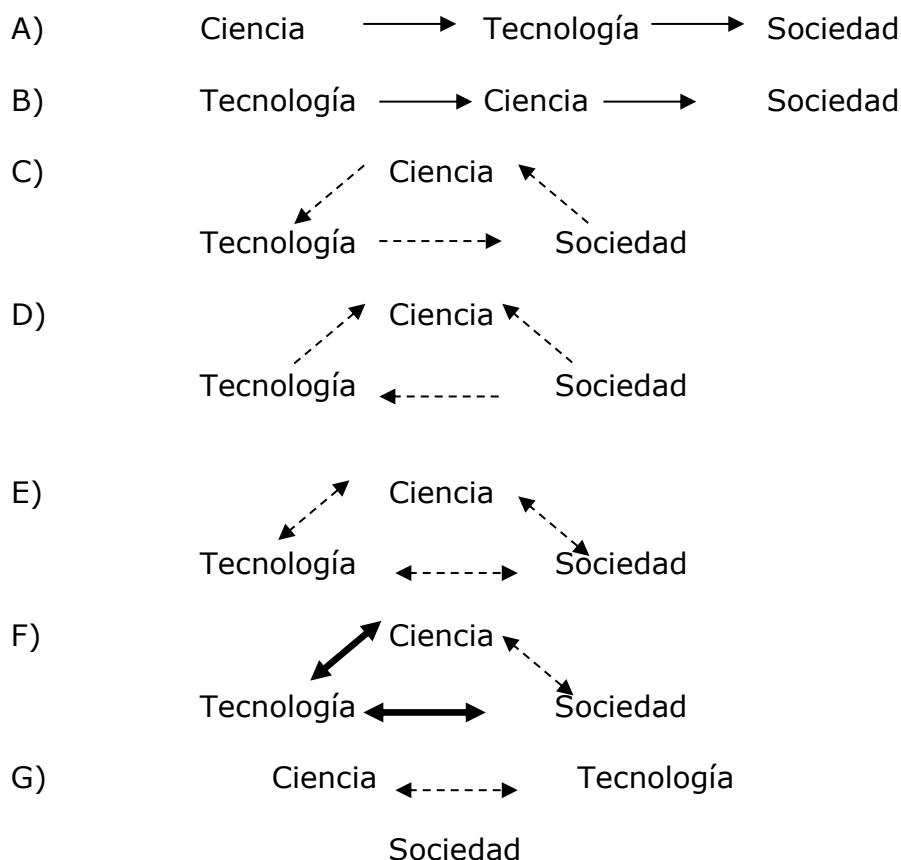 A) Ciencia Tecnología Sociedad
B) Tecnología Ciencia Sociedad
C) Ciencia
Tecnología Sociedad
D) Ciencia
Tecnología Sociedad
E) Ciencia
Tecnología Sociedad
F) Ciencia
Tecnología Sociedad
G) Ciencia Tecnología
Sociedad